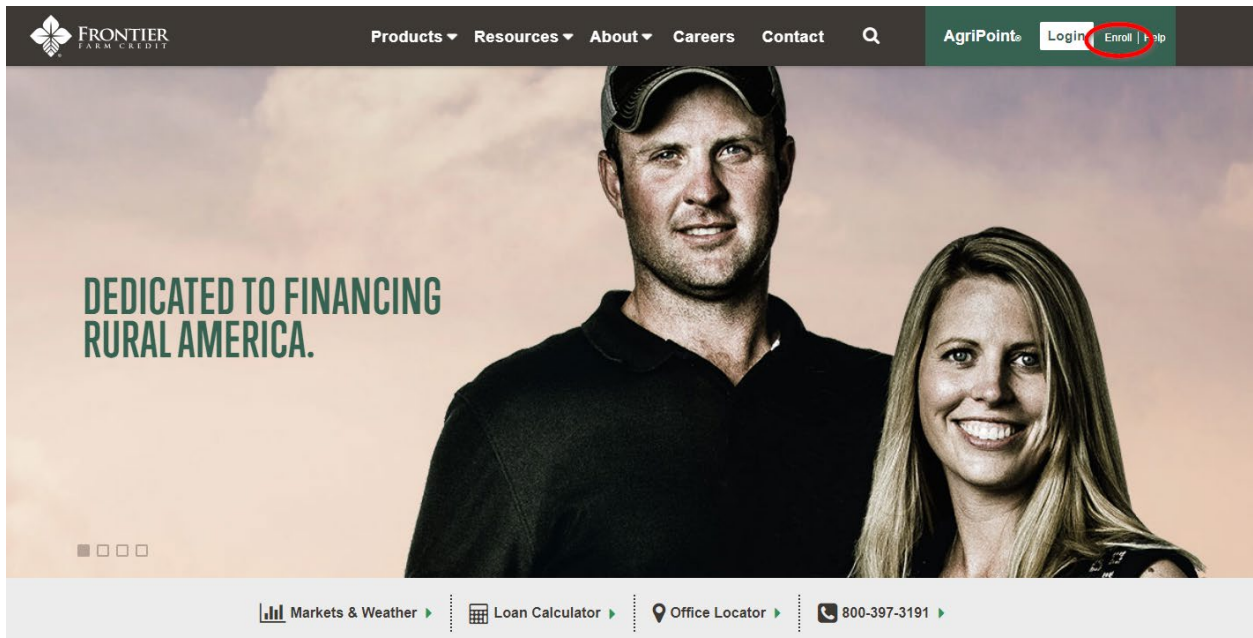 FRONTIER
FARM CREDIT
Products
Resources
About
Careers
Contact
AgriPoint®
Login
Enroll | Help
DEDICATED TO FINANCING
RURAL AMERICA.
Markets & Weather
Loan Calculator
Office Locator
800-397-3191